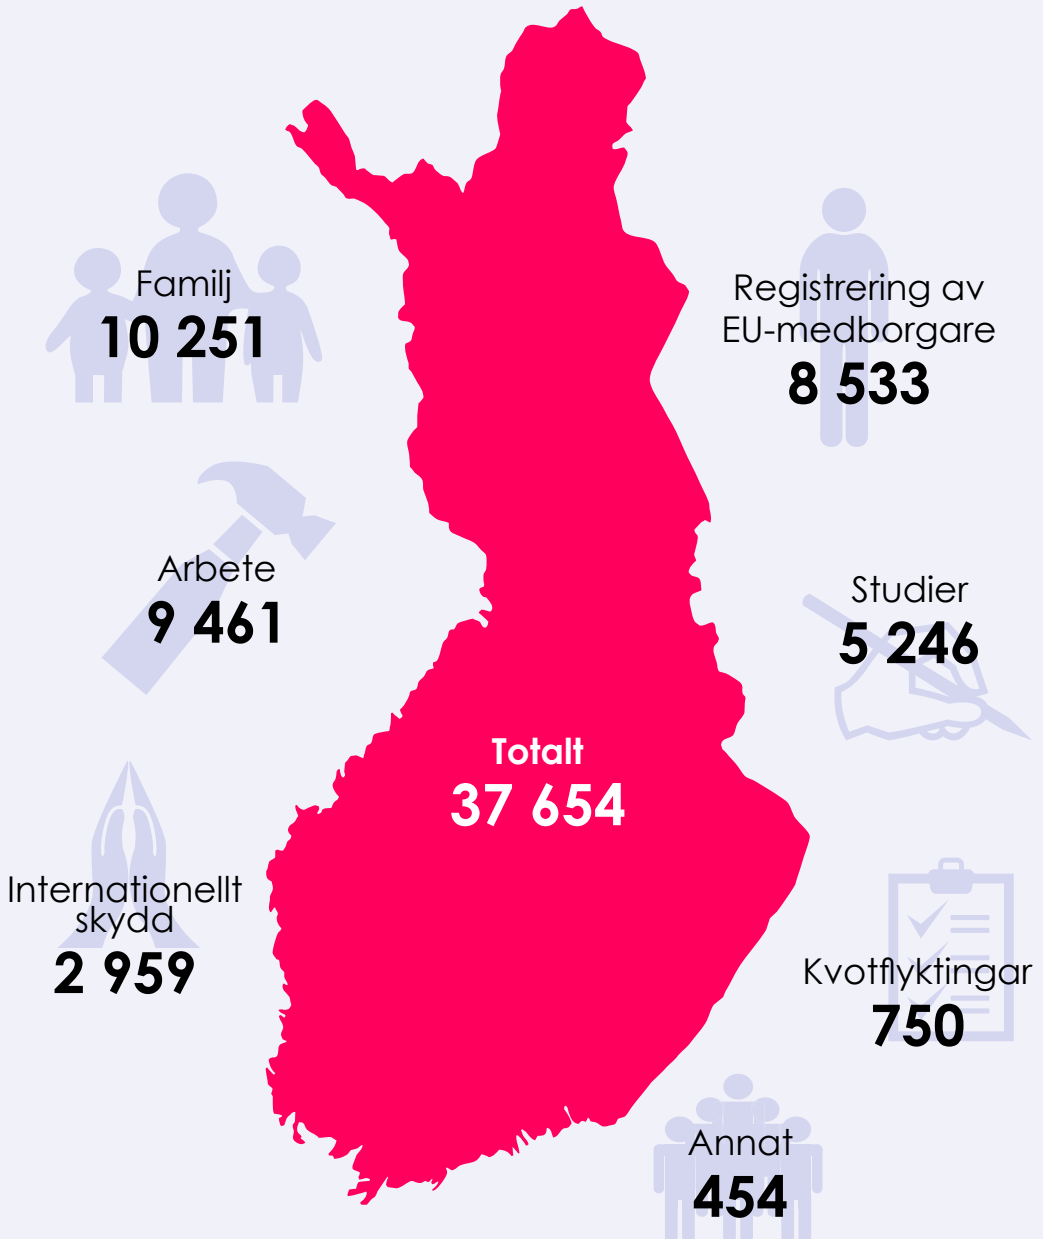 Familj
10 251
Registrering av
EU-medborgare
8 533
Arbete
9 461
Studier
5 246
Totalt
37 654
Internationellt
skydd
2 959
Kvotflyktingar
750
Annat
454